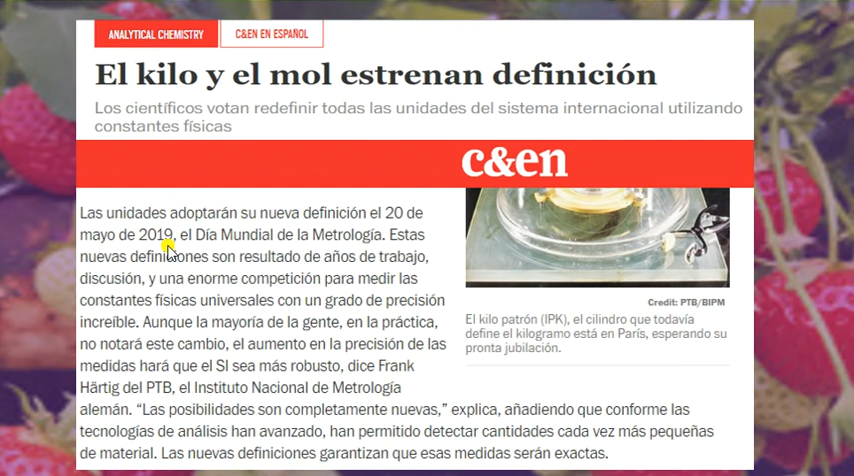 ANALYTICAL CHEMISTRY
C&EN EN ESPAÑOL
El kilo y el mol estrenan definición
Los científicos votan redefinir todas las unidades del sistema internacional utilizando
constantes físicas
c&en
Las unidades adoptarán su nueva definición el 20 de
mayo de 2019, el Día Mundial de la Metrología. Estas
nuevas definiciones son resultado de años de trabajo,
discusión, y una enorme competición para medir las
constantes físicas universales con un grado de precisión
increíble. Aunque la mayoría de la gente, en la práctica,
no notará este cambio, el aumento en la precisión de las
medidas hará que el SI sea más robusto, dice Frank
Härtig del PTB, el Instituto Nacional de Metrología
alemán. “Las posibilidades son completamente nuevas,” explica, añadiendo que conforme las
tecnologías de análisis han avanzado, han permitido detectar cantidades cada vez más pequeñas
de material. Las nuevas definiciones garantizan que esas medidas serán exactas.
Credit: PTB/BIPM
El kilo patrón (IPK), el cilindro que todavía
define el kilogramo está en París, esperando su
pronta jubilación.